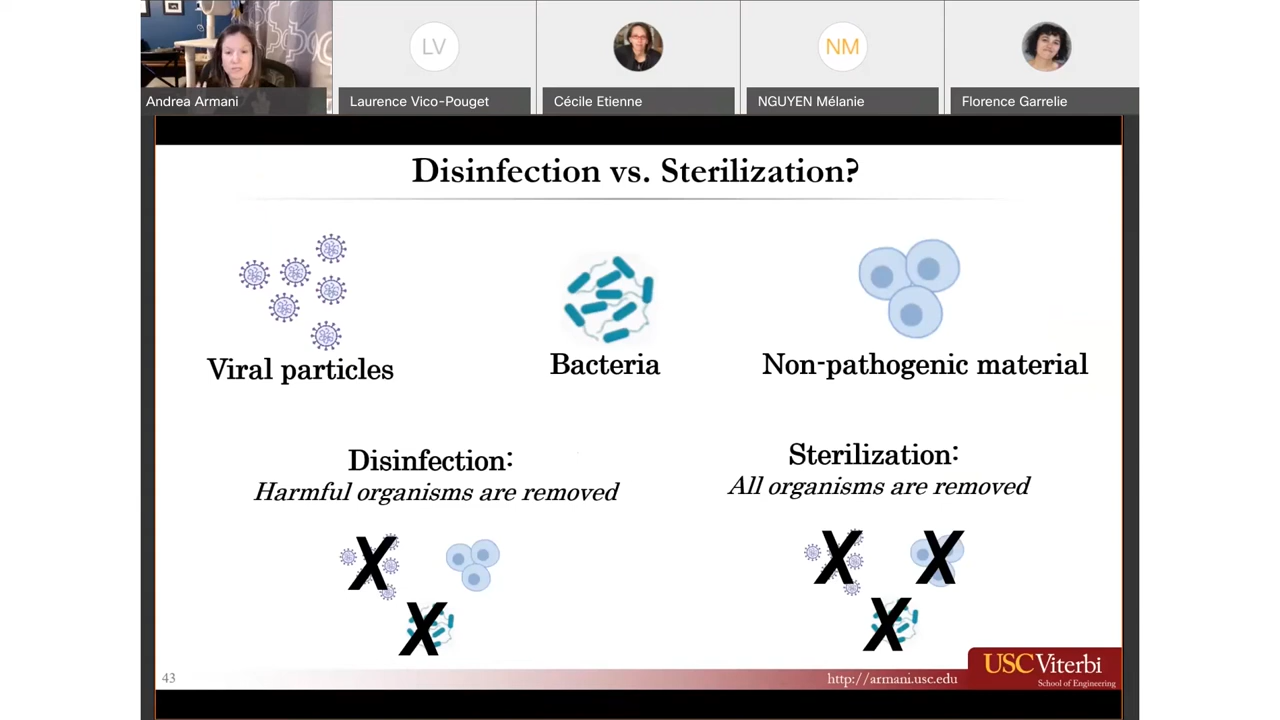 LV
NM
Andrea Armani
Laurence Vico-Pouget
Cécile Etienne
NGUYEN Mélanie
Florence Garrelie
Disinfection vs. Sterilization?
Viral particles
Bacteria
Non-pathogenic material
Disinfection:
Harmful organisms are removed
Sterilization:
All organisms are removed
X
X
X
X
X
43
http://armani.usc.edu
USC Viterbi
School of Engineering